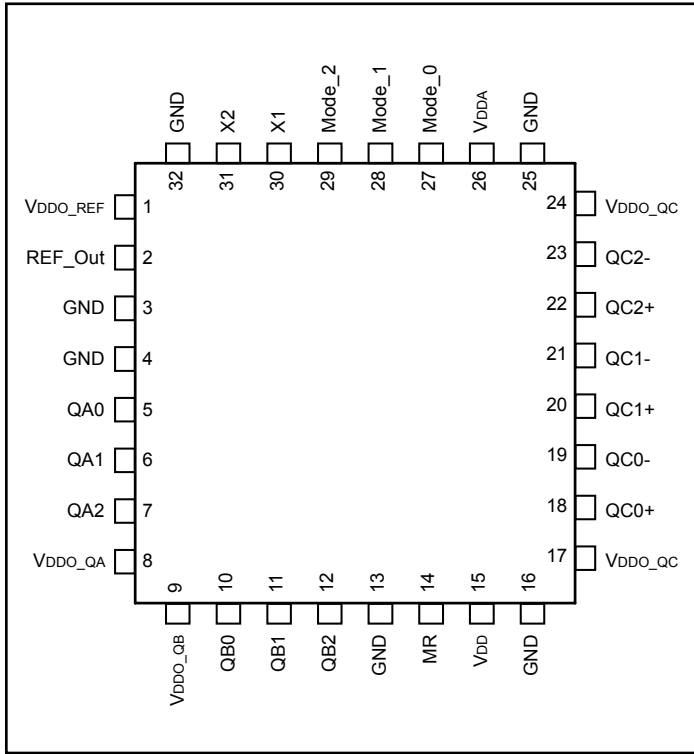 GND
X2
X1
Mode_2
Mode_1
Mode_0
VDDA
GND
32
31
30
29
28
27
26
25
VDDO_REF 1
REF_Out 2
GND 3
GND 4
QA0 5
QA1 6
QA2 7
VDDO_QA 8
24 VDDO_QC
23 QC2-
22 QC2+
21 QC1-
20 QC1+
19 QC0-
18 QC0+
17 VDDO_QC
9
10
11
12
13
14
15
16
VDDO_QB
QB0
QB1
QB2
GND
MR
VDD
GND